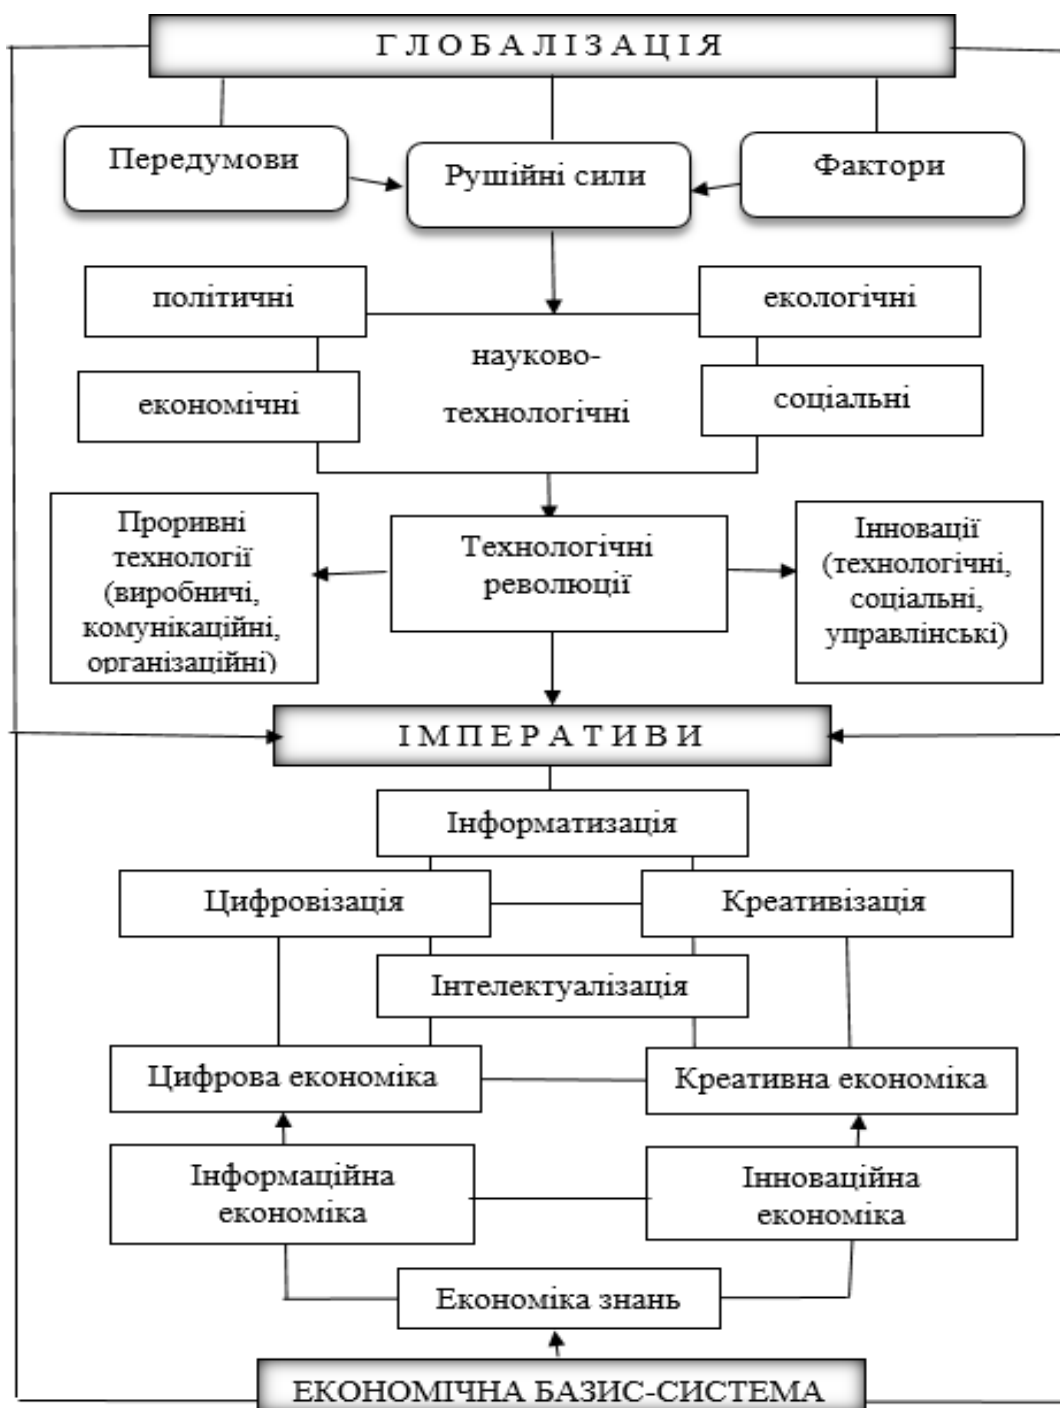 ГЛОБАЛІЗАЦІЯ
Передумови
Рушійні сили
Фактори
політичні
екологічні
науково-
технологічні
економічні
соціальні
Проривні
технології
(виробничі,
комунікаційні,
організаційні)
Технологічні
революції
Інновації
(технологічні,
соціальні,
управлінські)
ІМПЕРАТИВИ
Інформатизація
Цифровізація
Креативізація
Інтелектуалізація
Цифрова економіка
Креативна економіка
Інформаційна
економіка
Інноваційна
економіка
Економіка знань
ЕКОНОМІЧНА БАЗИС-СИСТЕМА